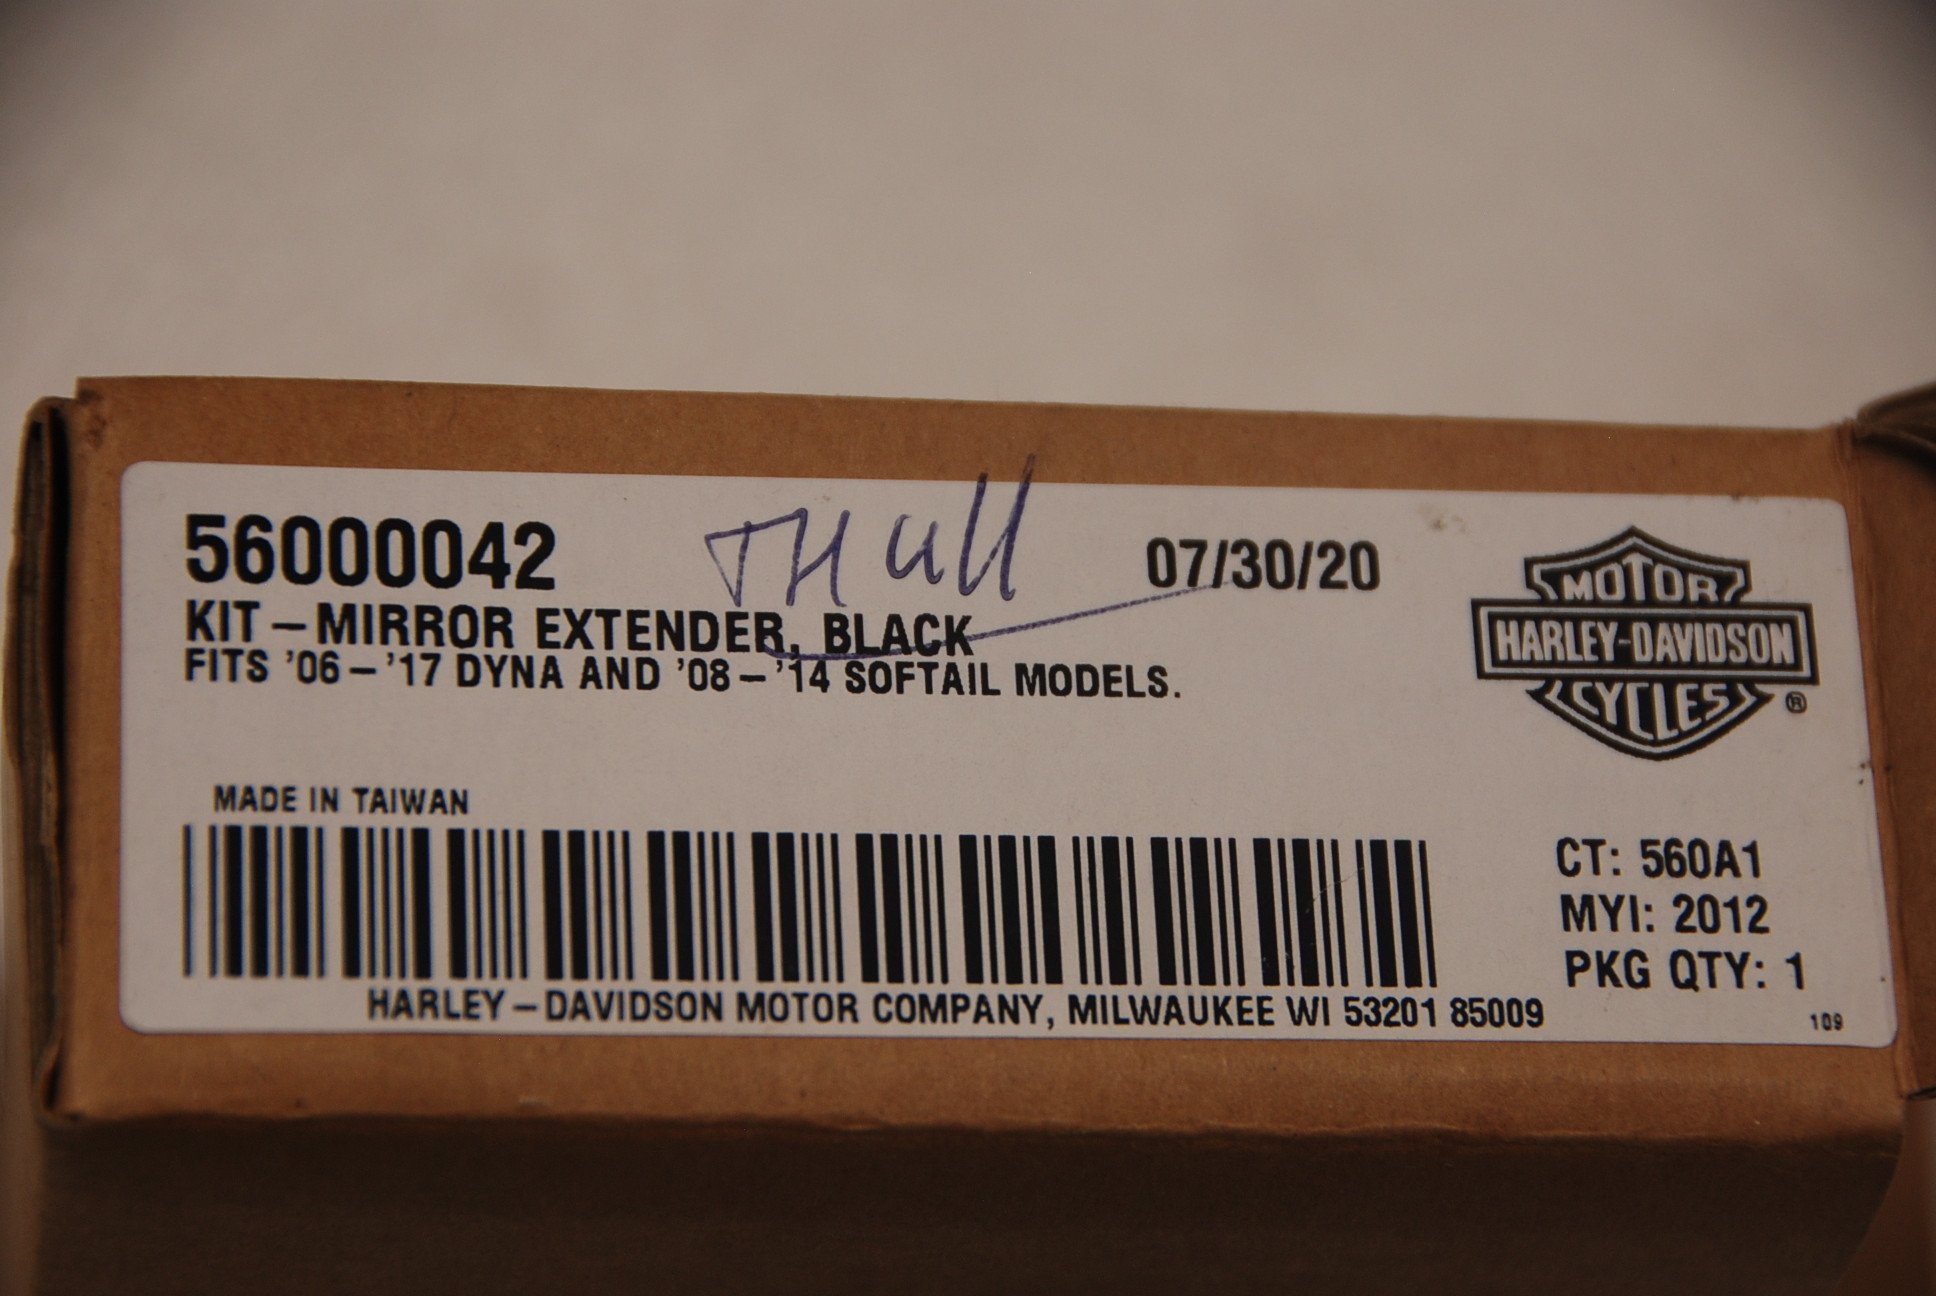 56000042 THull 07/30/20
KIT – MIRROR EXTENDER, BLACK
FITS '06 – '17 DYNA AND '08 – '14 SOFTAIL MODELS.
MOTOR
HARLEY-DAVIDSON
CYCLES ®
MADE IN TAIWAN
CT: 560A1
MYI: 2012
PKG QTY: 1
HARLEY – DAVIDSON MOTOR COMPANY, MILWAUKEE WI 53201 85009
109